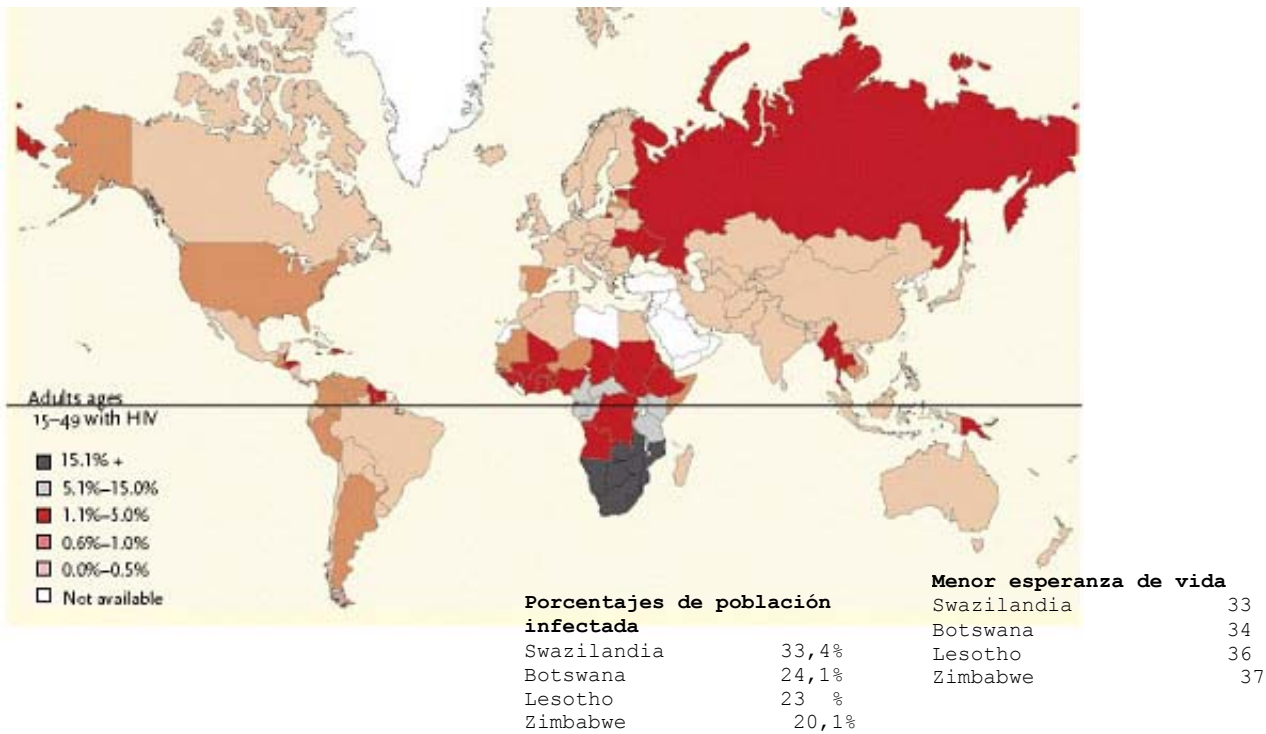 Adults ages
15–49 with HIV
15.1% +
5.1%–15.0%
1.1%–5.0%
0.6%–1.0%
0.0%–0.5%
Not available
Porcentajes de población
infectada
Swazilandia 33,4%
Botswana 24,1%
Lesotho 23 %
Zimbabwe 20,1%
Menor esperanza de vida
Swazilandia 33
Botswana 34
Lesotho 36
Zimbabwe 37